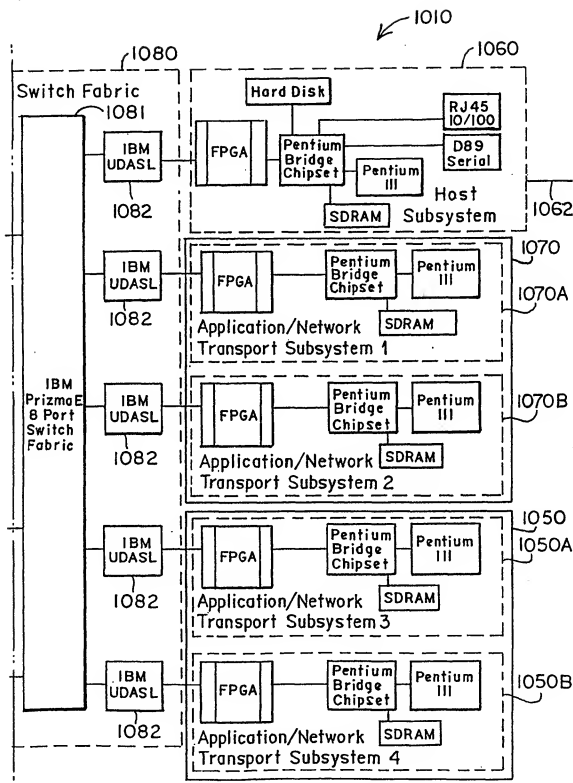 1010
1080
1060
Switch Fabric
1081
Hard Disk
RJ45
10/100
D89
Serial
IBM
UDASL
FPGA
Pentium
Bridge
Chipset
Pentium
III
Host
Subsystem
SDRAM
1082
1062
IBM
UDASL
1082
FPGA
Pentium
Bridge
Chipset
Pentium
III
SDRAM
Application/Network
Transport Subsystem 1
1070
1070A
IBM
PrizmaE
8 Port
Switch
Fabric
IBM
UDASL
1082
FPGA
Pentium
Bridge
Chipset
Pentium
III
SDRAM
Application/Network
Transport Subsystem 2
1070B
IBM
UDASL
1082
FPGA
Pentium
Bridge
Chipset
Pentium
III
SDRAM
Application/Network
Transport Subsystem 3
1050
1050A
IBM
UDASL
1082
FPGA
Pentium
Bridge
Chipset
Pentium
III
SDRAM
Application/Network
Transport Subsystem 4
1050B